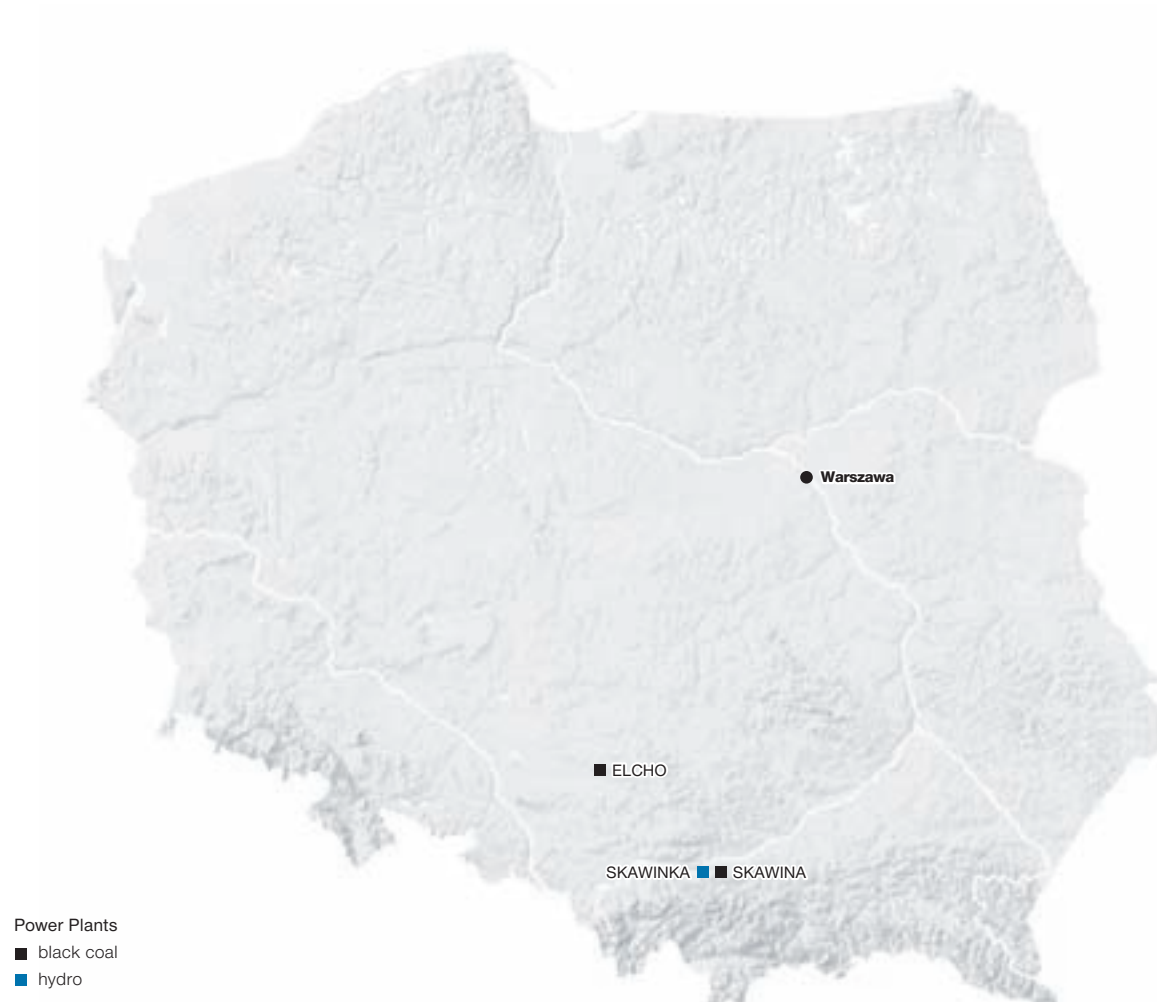 Warszawa
ELCHO
SKAWINKA SKAWINA
Power Plants
black coal
hydro